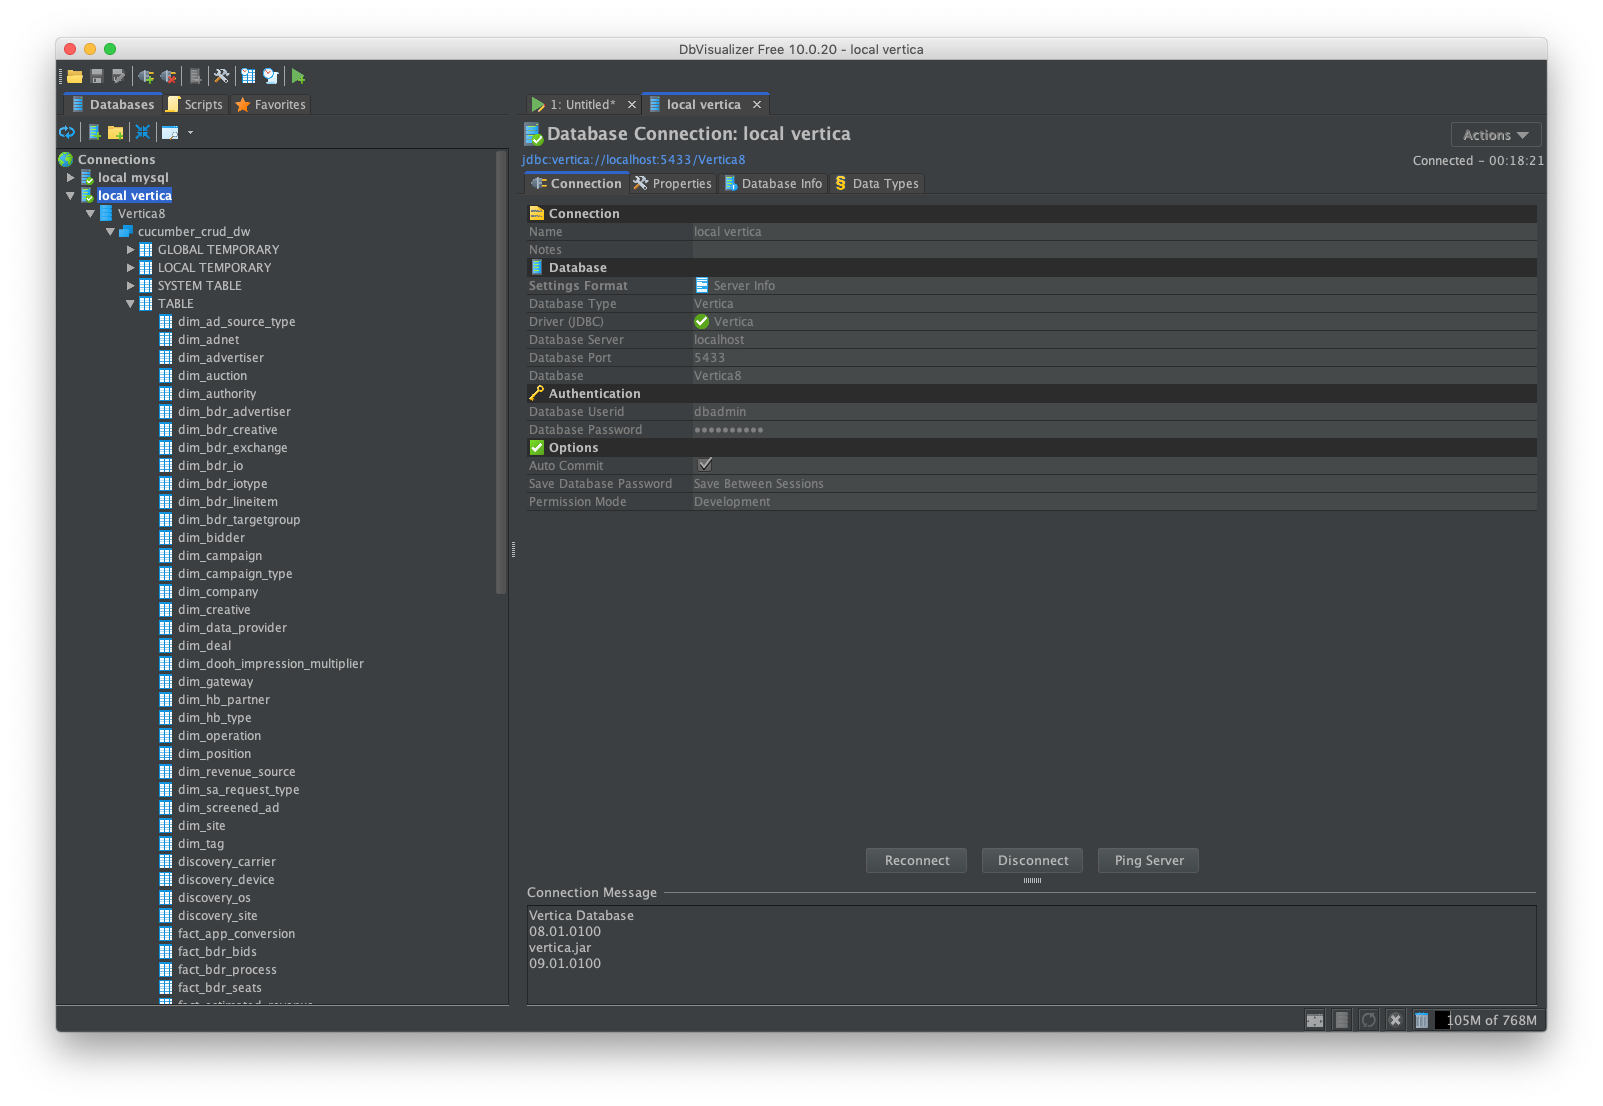 DbVisualizer Free 10.0.20 - local vertica
Databases Scripts Favorites
Connections
local mysql
local vertica
Vertica8
cucumber_crud_dw
GLOBAL TEMPORARY
LOCAL TEMPORARY
SYSTEM TABLE
TABLE
dim_ad_source_type
dim_adnet
dim_advertiser
dim_auction
dim_authority
dim_bdr_advertiser
dim_bdr_creative
dim_bdr_exchange
dim_bdr_io
dim_bdr_iotype
dim_bdr_lineitem
dim_bdr_targetgroup
dim_bidder
dim_campaign
dim_campaign_type
dim_company
dim_creative
dim_data_provider
dim_deal
dim_dooh_impression_multiplier
dim_gateway
dim_hb_partner
dim_hb_type
dim_operation
dim_position
dim_revenue_source
dim_sa_request_type
dim_screened_ad
dim_site
dim_tag
discovery_carrier
discovery_device
discovery_os
discovery_site
fact_app_conversion
fact_bdr_bids
fact_bdr_process
fact_bdr_seats
1: Untitled* local vertica
Database Connection: local vertica
Actions
jdbc:vertica://localhost:5433/Vertica8
Connected - 00:18:21
Connection Properties Database Info Data Types
Connection
Name local vertica
Notes
Database
Settings Format Server Info
Database Type Vertica
Driver (JDBC) Vertica
Database Server localhost
Database Port 5433
Database Vertica8
Authentication
Database Userid dbadmin
Database Password ••••••••••
Options
Auto Commit
Save Database Password Save Between Sessions
Permission Mode Development
Reconnect Disconnect Ping Server
Connection Message
Vertica Database
08.01.0100
vertica.jar
09.01.0100
105M of 768M